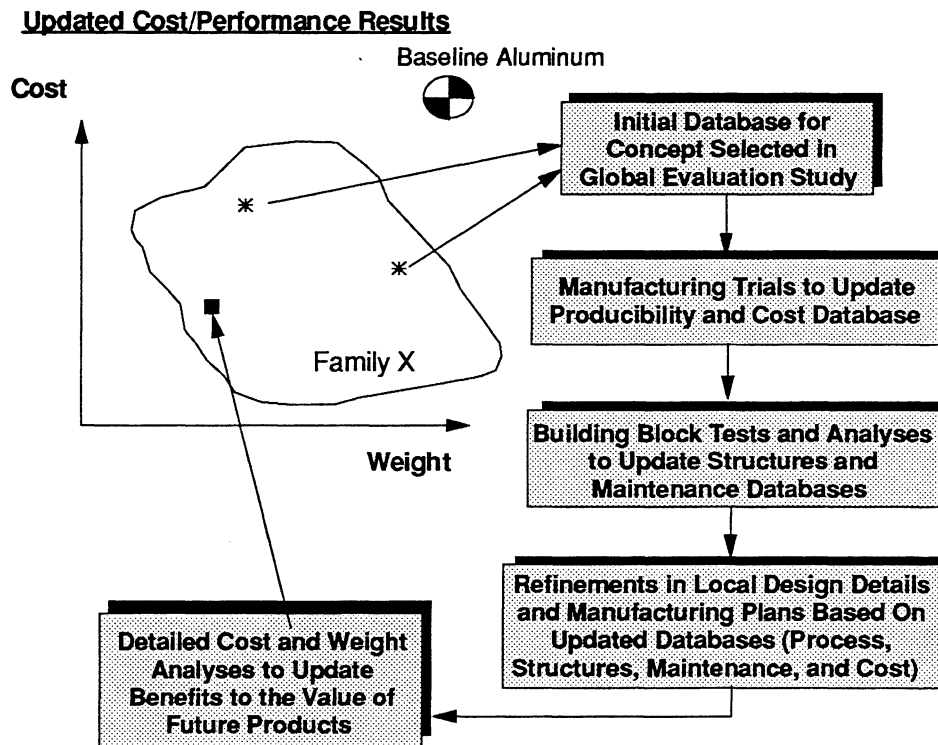 Updated Cost/Performance Results
Baseline Aluminum
Cost
Initial Database for
Concept Selected in
Global Evaluation Study
Manufacturing Trials to Update
Producibility and Cost Database
Family X
Weight
Building Block Tests and Analyses
to Update Structures and
Maintenance Databases
Refinements in Local Design Details
and Manufacturing Plans Based On
Updated Databases (Process,
Structures, Maintenance, and Cost)
Detailed Cost and Weight
Analyses to Update
Benefits to the Value of
Future Products